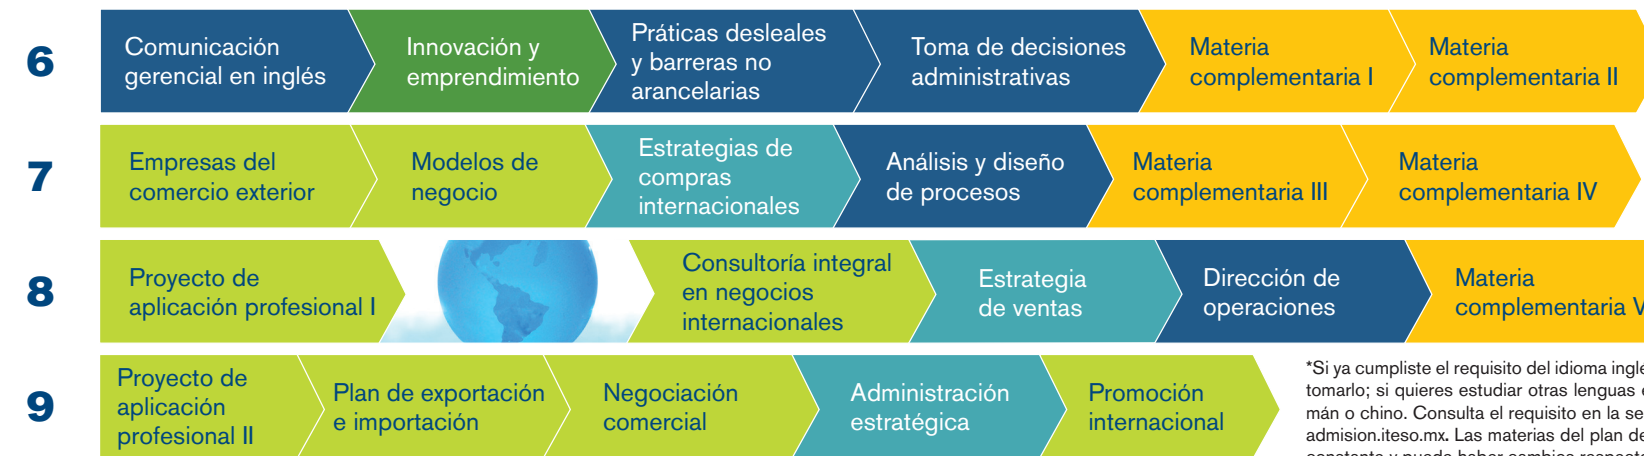 6
Comunicación
gerencial en inglés
Innovación y
emprendimiento
Práticas desleales
y barreras no
arancelarias
Toma de decisiones
administrativas
Materia
complementaria I
Materia
complementaria II
7
Empresas del
comercio exterior
Modelos de
negocio
Estrategias de
compras
internacionales
Análisis y diseño
de procesos
Materia
complementaria III
Materia
complementaria IV
8
Proyecto de
aplicación profesional I
Consultoría integral
en negocios
internacionales
Estrategia
de ventas
Dirección de
operaciones
Materia
complementaria V
9
Proyecto de
aplicación
profesional II
Plan de exportación
e importación
Negociación
comercial
Administración
estratégica
Promoción
internacional
*Si ya cumpliste el requisito del idioma
tomarlo; si quieres estudiar otras lenguas
mán o chino. Consulta el requisito en la
admision.iteso.mx. Las materias del plan de
constante y puede haber cambios